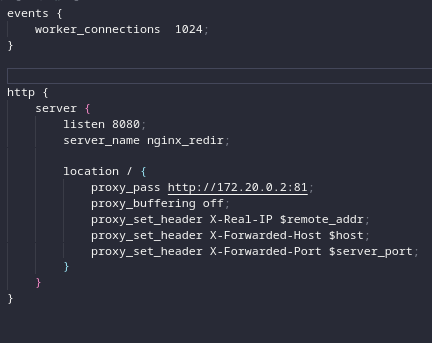 events {
    worker_connections  1024;
}
http {
    server {
        listen 8080;
        server_name nginx_redir;
        location / {
            proxy_pass http://172.20.0.2:81;
            proxy_buffering off;
            proxy_set_header X-Real-IP $remote_addr;
            proxy_set_header X-Forwarded-Host $host;
            proxy_set_header X-Forwarded-Port $server_port;
        }
    }
}